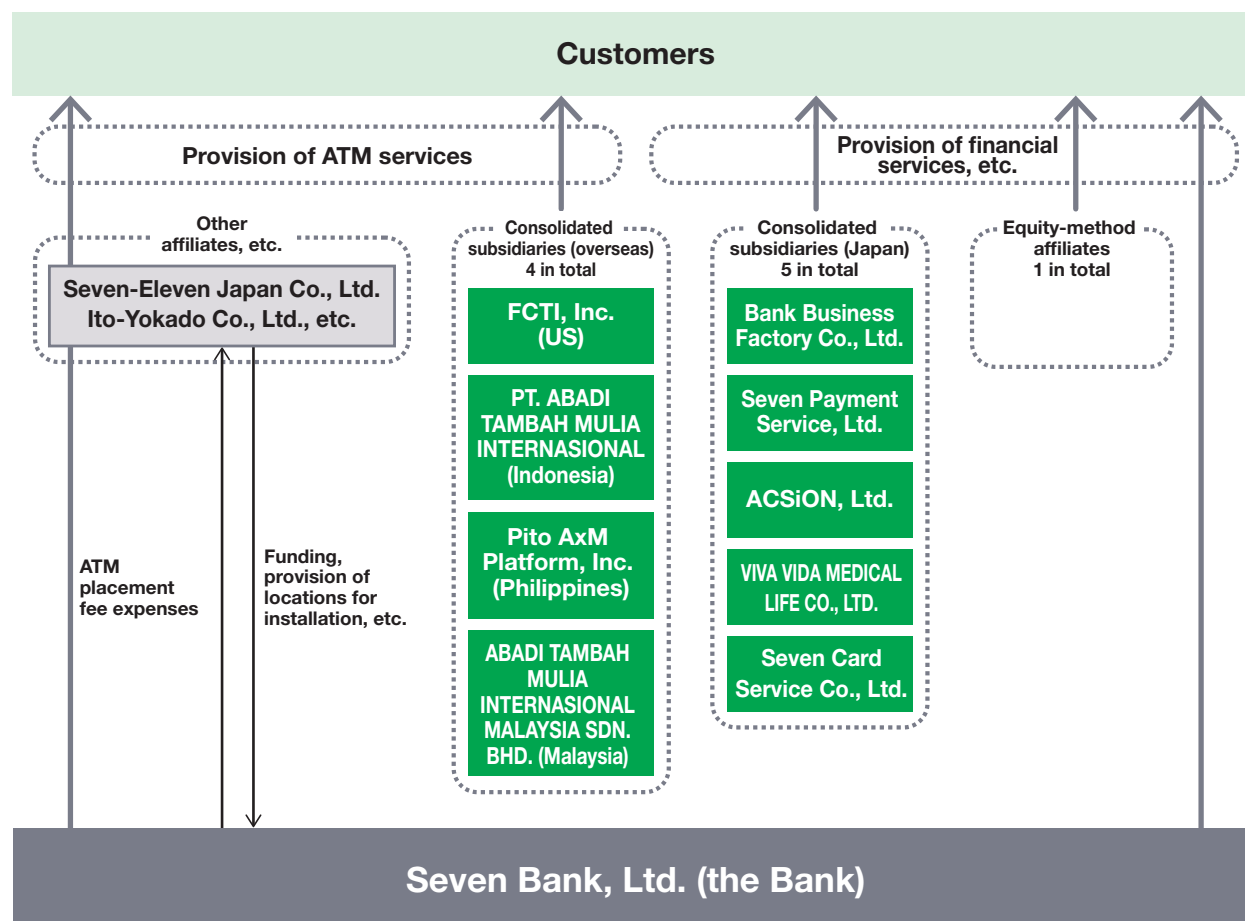 Customers
Provision of ATM services
Provision of financial
services, etc.
Other
affiliates, etc.
Seven-Eleven Japan Co., Ltd.
Ito-Yokado Co., Ltd., etc.
ATM
placement
fee expenses
Funding,
provision of
locations for
installation, etc.
Consolidated
subsidiaries (overseas)
4 in total
FCTI, Inc.
(US)
PT. ABADI
TAMBAH MULIA
INTERNASIONAL
(Indonesia)
Pito AxM
Platform, Inc.
(Philippines)
ABADI TAMBAH
MULIA
INTERNASIONAL
MALAYSIA SDN.
BHD. (Malaysia)
Consolidated
subsidiaries (Japan)
5 in total
Bank Business
Factory Co., Ltd.
Seven Payment
Service, Ltd.
ACSiON, Ltd.
VIVA VIDA MEDICAL
LIFE CO., LTD.
Seven Card
Service Co., Ltd.
Equity-method
affiliates
1 in total
Seven Bank, Ltd. (the Bank)